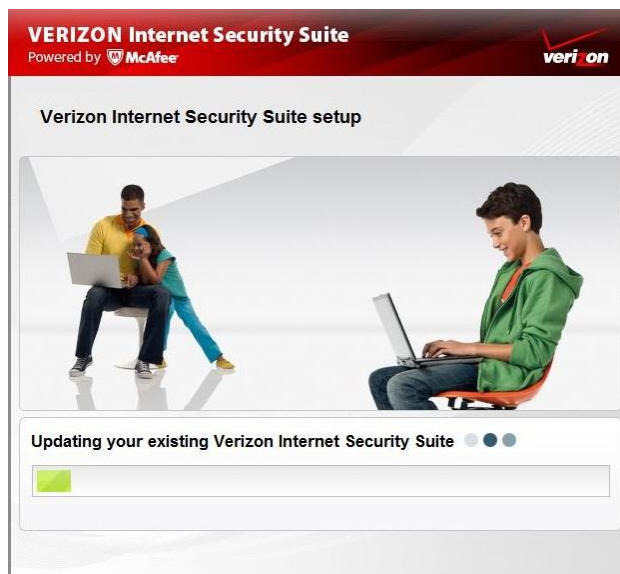 VERIZON Internet Security Suite
Powered by McAfee
verizon
Verizon Internet Security Suite setup
Updating your existing Verizon Internet Security Suite